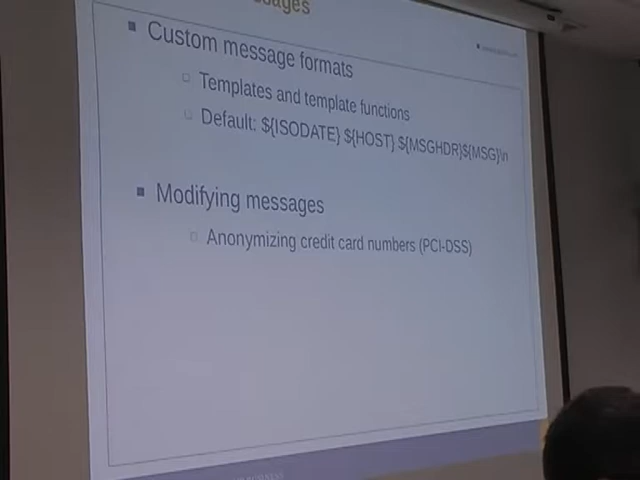 Custom message formats
Templates and template functions
Default: ${ISODATE} ${HOST} ${MSGHDR}${MSG}\n
Modifying messages
Anonymizing credit card numbers (PCI-DSS)